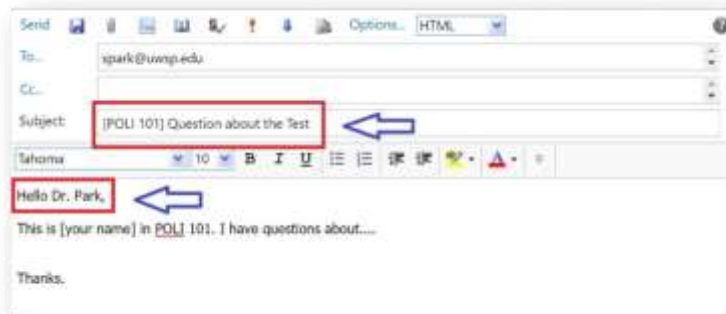 Send Options... HTML
To... spark@uwsp.edu
Cc...
Subject: [POLI 101] Question about the Test
Tahoma 10 B I U A
Hello Dr. Park,
This is [your name] in POLI 101. I have questions about....
Thanks.